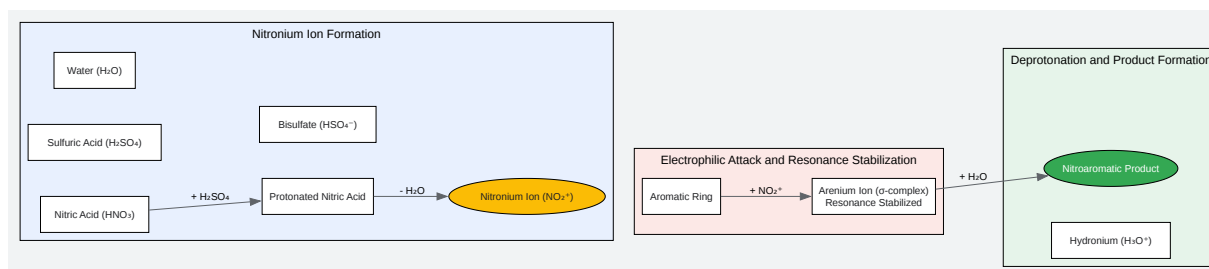 Nitronium Ion Formation
Water (H₂O)
Bisulfate (HSO₄⁻)
Sulfuric Acid (H₂SO₄)
Nitric Acid (HNO₃)
+ H₂SO₄
Protonated Nitric Acid
- H₂O
Nitronium Ion (NO₂⁺)
Electrophilic Attack and Resonance Stabilization
Aromatic Ring
+ NO₂⁺
Arenium Ion (σ-complex)
Resonance Stabilized
+ H₂O
Deprotonation and Product Formation
Nitroaromatic Product
Hydronium (H₃O⁺)